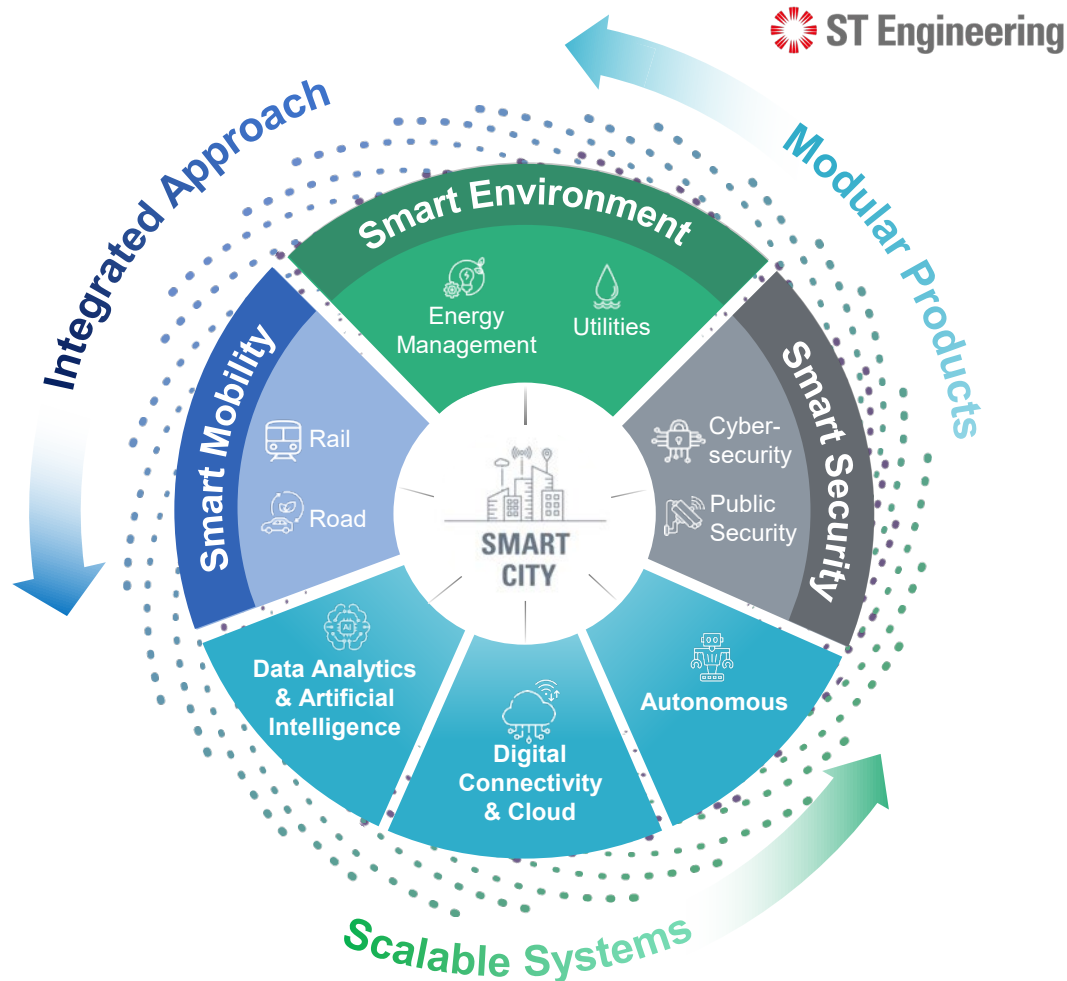 ST Engineering
Integrated Approach
Modular Products
Smart Environment
Energy
Management
Utilities
Smart Mobility
Rail
Road
Smart Security
Cyber-
security
Public
Security
SMART
CITY
AI
Data Analytics
& Artificial
Intelligence
Digital
Connectivity
& Cloud
Autonomous
Scalable Systems